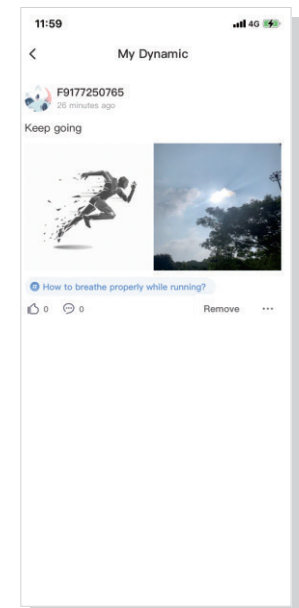 11:59 4G
My Dynamic
F9177250765
26 minutes ago
Keep going
# How to breathe properly while running?
0 0 Remove ...